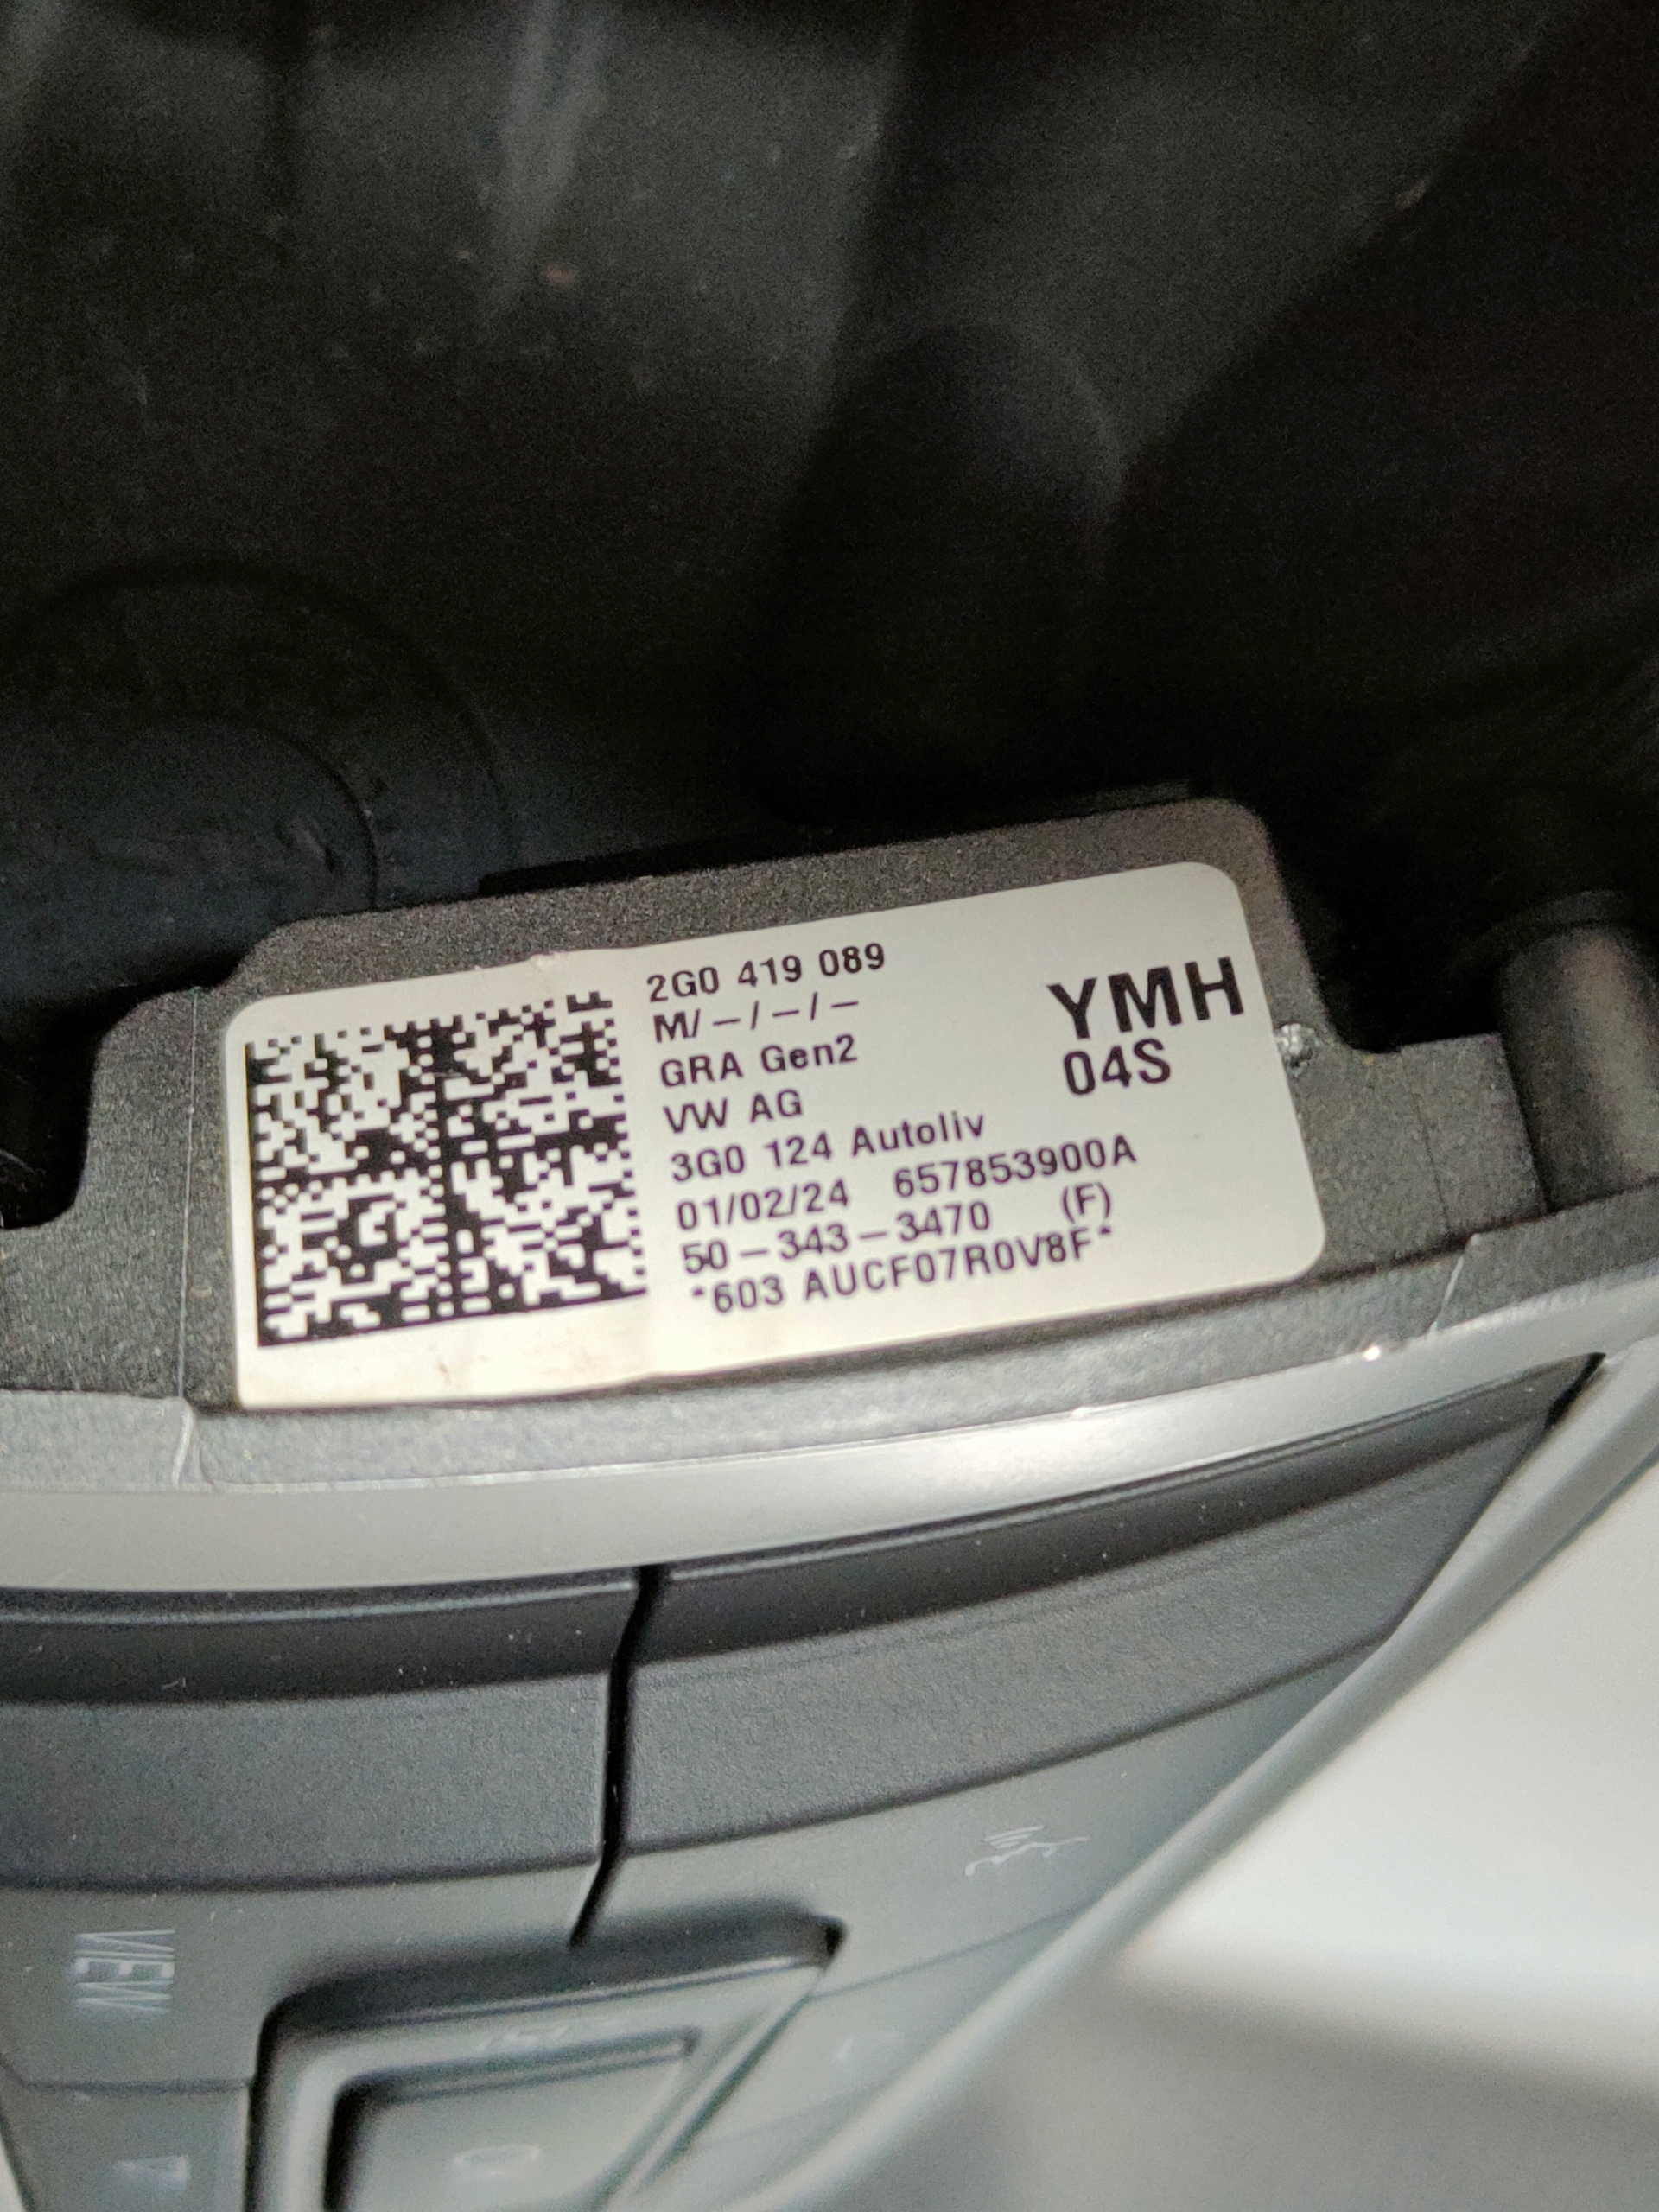 2G0 419 089
M/-/-/-
YMH
GRA Gen2
04S
VW AG
3G0 124 Autoliv
01/02/24 657853900A
50-343-3470 (F)
*603 AUCF07R0V8F*
VIEW